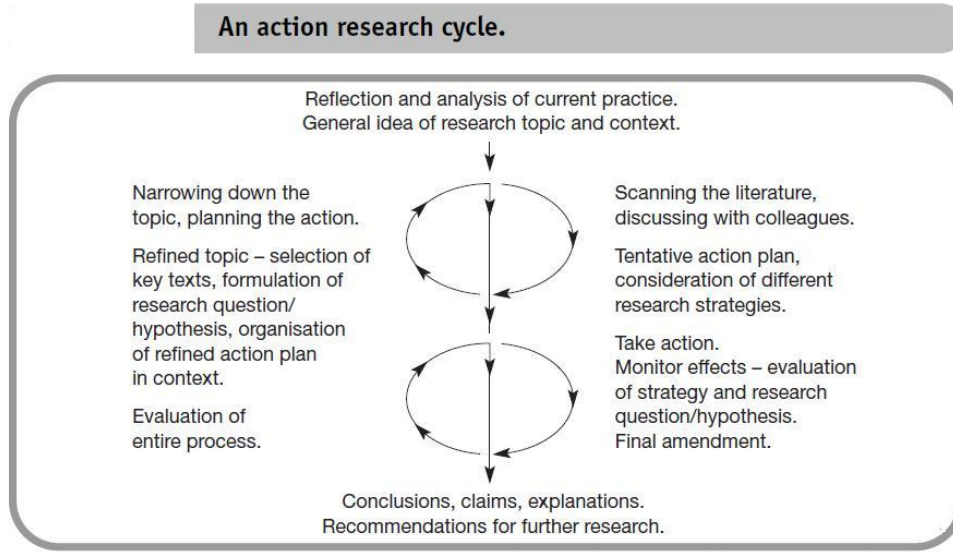 An action research cycle.
Reflection and analysis of current practice.
General idea of research topic and context.
Narrowing down the
topic, planning the action.
Refined topic – selection of
key texts, formulation of
research question/
hypothesis, organisation
of refined action plan
in context.
Evaluation of
entire process.
Scanning the literature,
discussing with colleagues.
Tentative action plan,
consideration of different
research strategies.
Take action.
Monitor effects – evaluation
of strategy and research
question/hypothesis.
Final amendment.
Conclusions, claims, explanations.
Recommendations for further research.